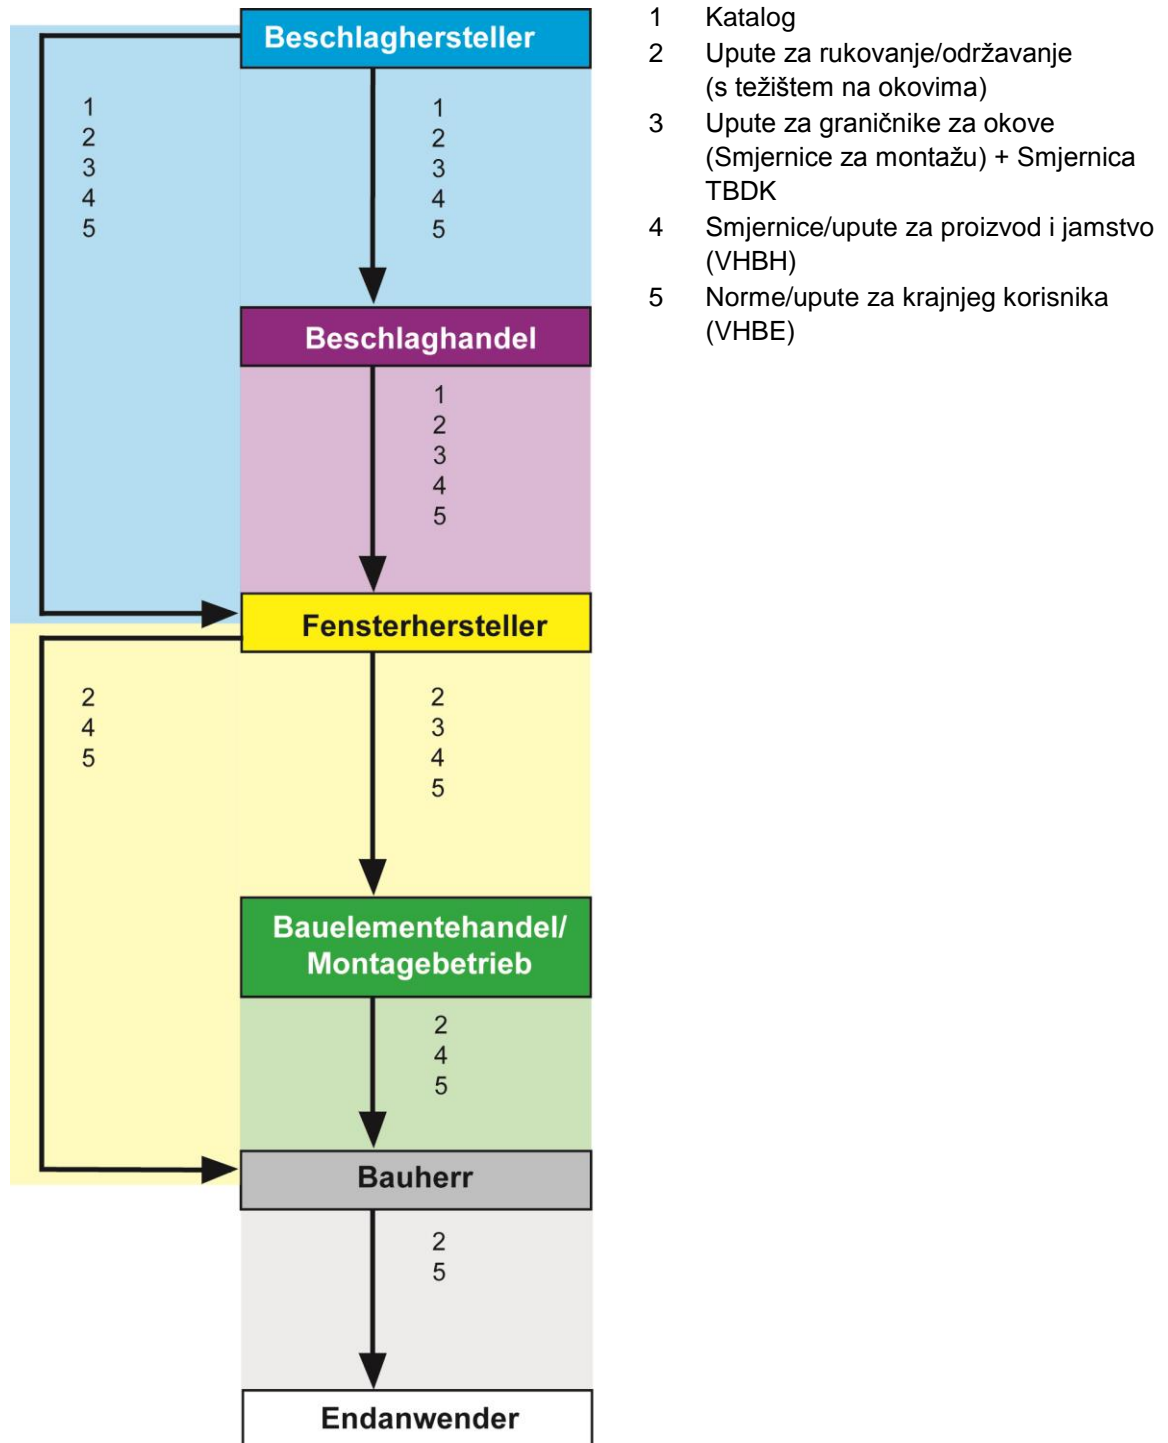 Beschlaghersteller
1
2
3
4
5
1
2
3
4
5
Beschlaghandel
1
2
3
4
5
Fensterhersteller
2
4
5
2
3
4
5
Bauelementehandel/
Montagebetrieb
2
4
5
Bauherr
2
5
Endanwender
1 Katalog
2 Upute za rukovanje/održavanje
(s težištem na okovima)
3 Upute za graničnike za okove
(Smjernice za montažu) + Smjernica
TBDK
4 Smjernice/upute za proizvod i jamstvo
(VHBH)
5 Norme/upute za krajnjeg korisnika
(VHBE)